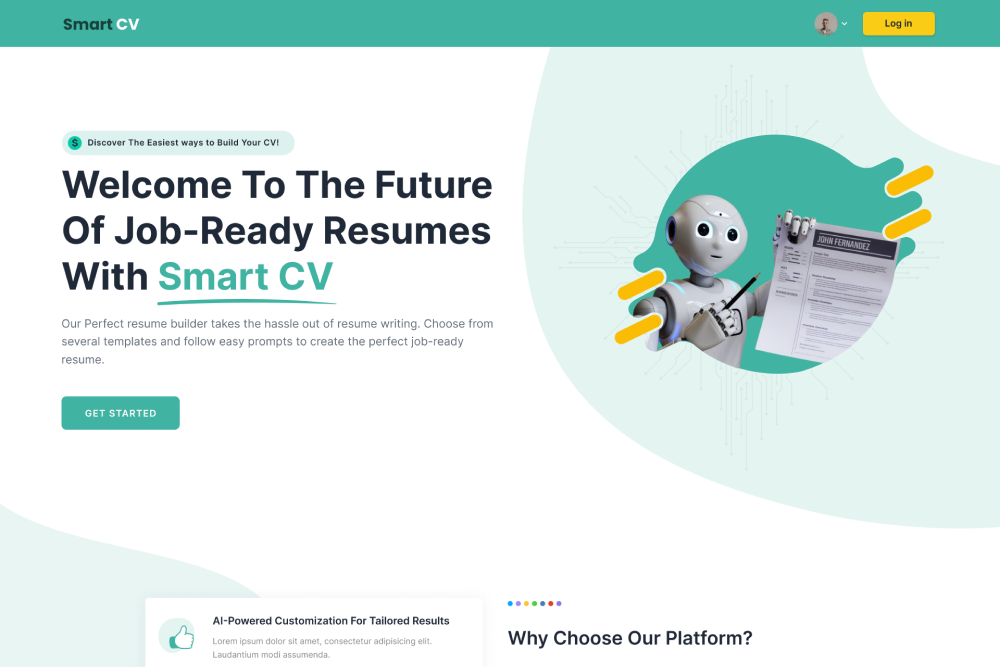 Smart CV
Log in
S
Discover The Easiest ways to Build Your CV!
Welcome To The Future
Of Job-Ready Resumes
With Smart CV
Our Perfect resume builder takes the hassle out of resume writing. Choose from
several templates and follow easy prompts to create the perfect job-ready
resume.
GET STARTED
JOHN FERNANDEZ
AI-Powered Customization For Tailored Results
Lorem ipsum dolor sit amet, consectetur adipisicing elit.
Laudantium modi assumenda.
Why Choose Our Platform?